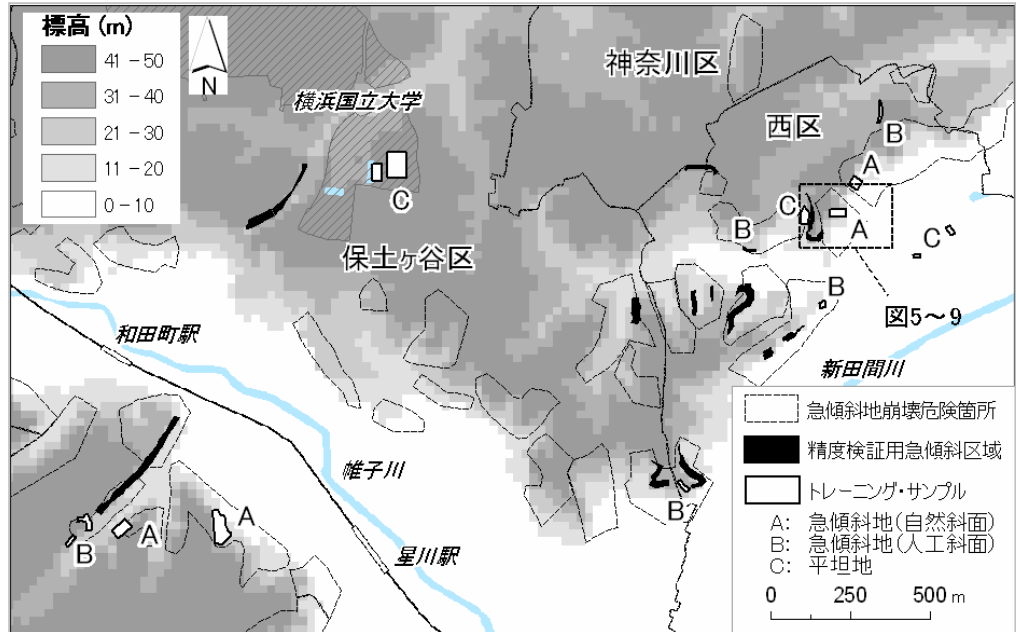 標高 (m)
41 - 50
31 - 40
21 - 30
11 - 20
0 - 10
N
横浜国立大学
神奈川区
西区
B
A
C
C
A
B
C
保土ヶ谷区
B
図5~9
和田町駅
新田間川
帷子川
B
A
A
B
星川駅
急傾斜地崩壊危険箇所
精度検証用急傾斜区域
トレーニング・サンプル
A: 急傾斜地(自然斜面)
B: 急傾斜地(人工斜面)
C: 平坦地
0 250 500 m